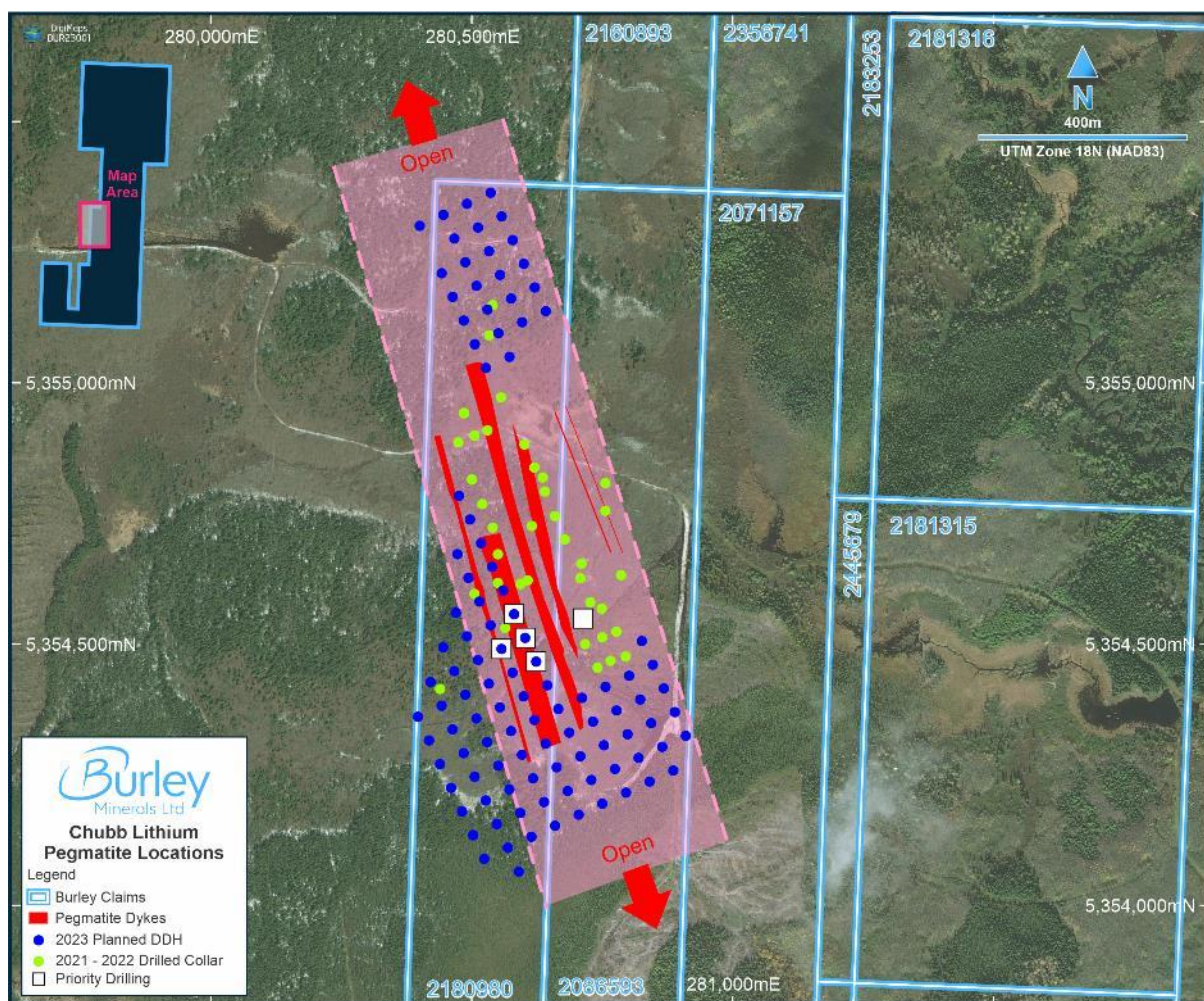 DigiMaps
BUR23001
280,000mE
280,500mE
2160893
2356741
2183253
2181316
N
400m
UTM Zone 18N (NAD83)
Map
Area
Open
2071157
5,355,000mN
5,355,000mN
2445679
2181315
5,354,500mN
5,354,500mN
Burley
Minerals Ltd
Chubb Lithium
Pegmatite Locations
Legend
Burley Claims
Pegmatite Dykes
2023 Planned DDH
2021 - 2022 Drilled Collar
Priority Drilling
Open
5,354,000mN
2180980
2086593
281,000mE